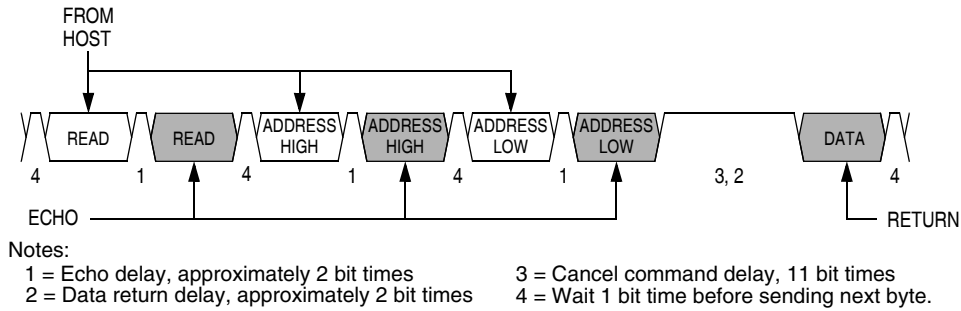 FROM
HOST
READ
READ
ADDRESS
HIGH
ADDRESS
HIGH
ADDRESS
LOW
ADDRESS
LOW
DATA
4 1 4 1 4 1 3, 2 4
ECHO
RETURN
Notes:
1 = Echo delay, approximately 2 bit times
2 = Data return delay, approximately 2 bit times
3 = Cancel command delay, 11 bit times
4 = Wait 1 bit time before sending next byte.